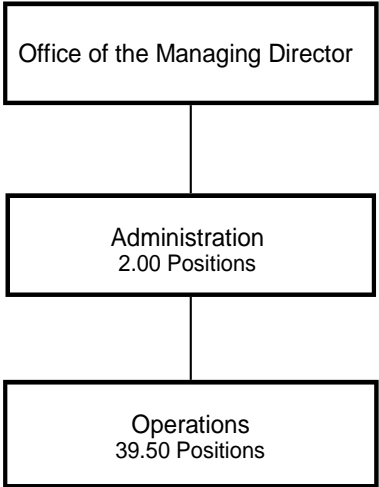 Office of the Managing Director
Administration
2.00 Positions
Operations
39.50 Positions